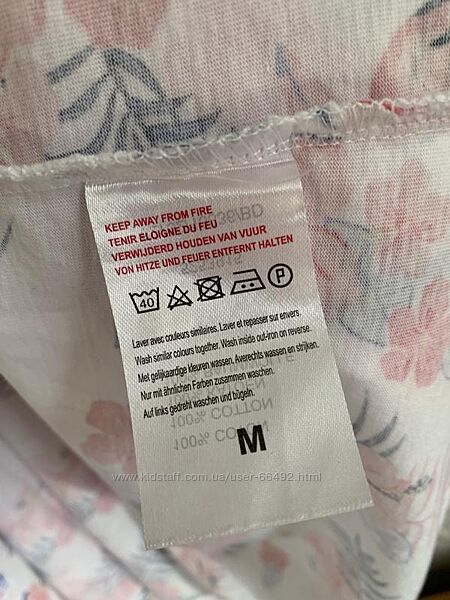 KEEP AWAY FROM FIRE
TENIR ELOIGNE DU FEU
VERWIJDERD HOUDEN VAN VUUR
VON HITZE UND FEUER ENTFERNT HALTEN
40
P
Laver avec couleurs similaires. Laver et repasser sur envers.
Wash similar colours together. Wash inside out-iron on reverse.
Met gelijkaardige kleuren wassen. Averechts wassen en strijken.
Nur mit ähnlichen Farben zusammen waschen.
Auf links gedreht waschen und bügeln.
100% COTTON
M
www.kidstaff.com.ua/user-66492.html